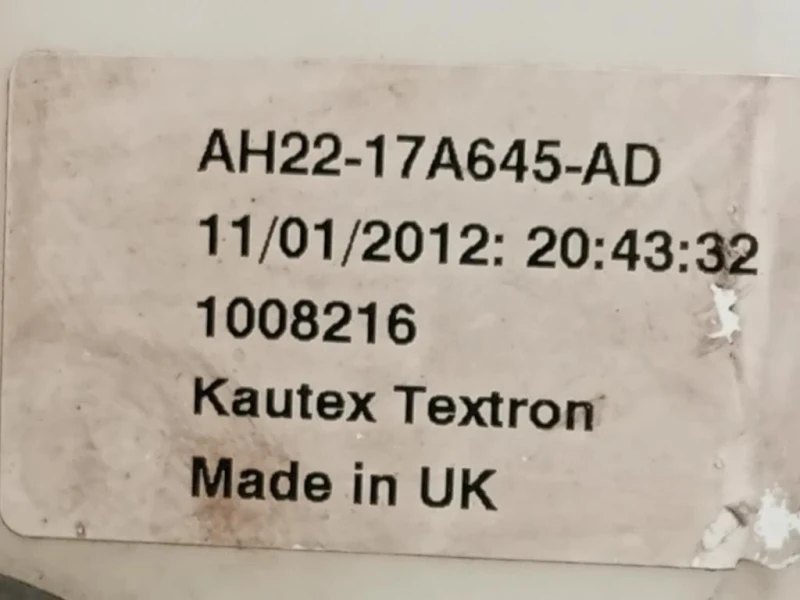 AH22-17A645-AD
11/01/2012: 20:43:32
1008216
Kautex Textron
Made in UK